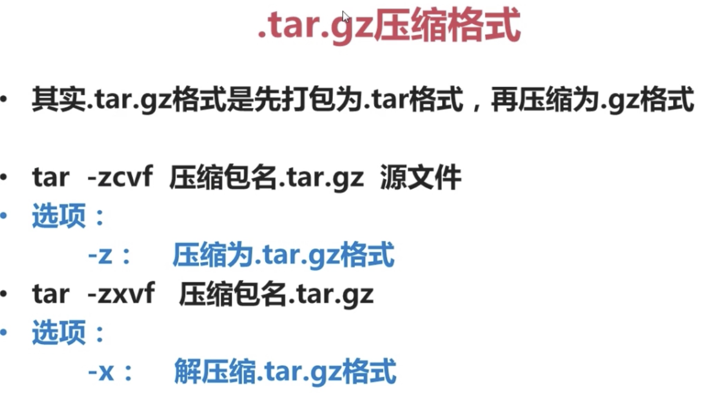 .tar.gz压缩格式
• 其实.tar.gz格式是先打包为.tar格式，再压缩为.gz格式
• tar -zcvf 压缩包名.tar.gz 源文件
• 选项：
-z： 压缩为.tar.gz格式
• tar -zxvf 压缩包名.tar.gz
• 选项：
-x： 解压缩.tar.gz格式